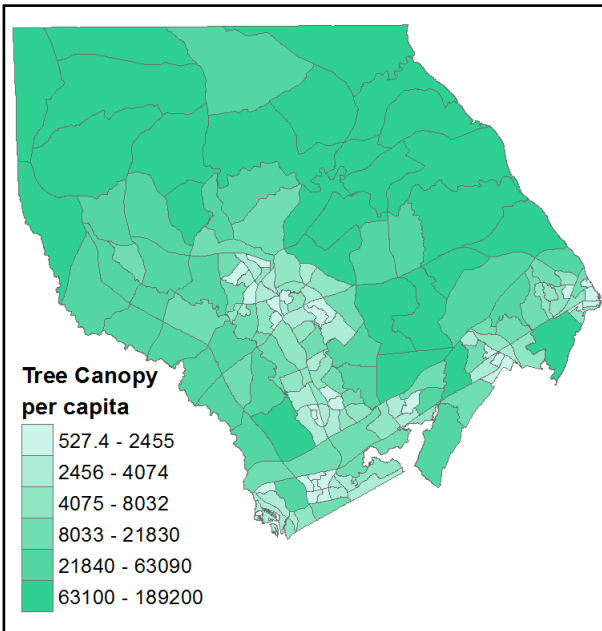 Tree Canopy
per capita
527.4 - 2455
2456 - 4074
4075 - 8032
8033 - 21830
21840 - 63090
63100 - 189200